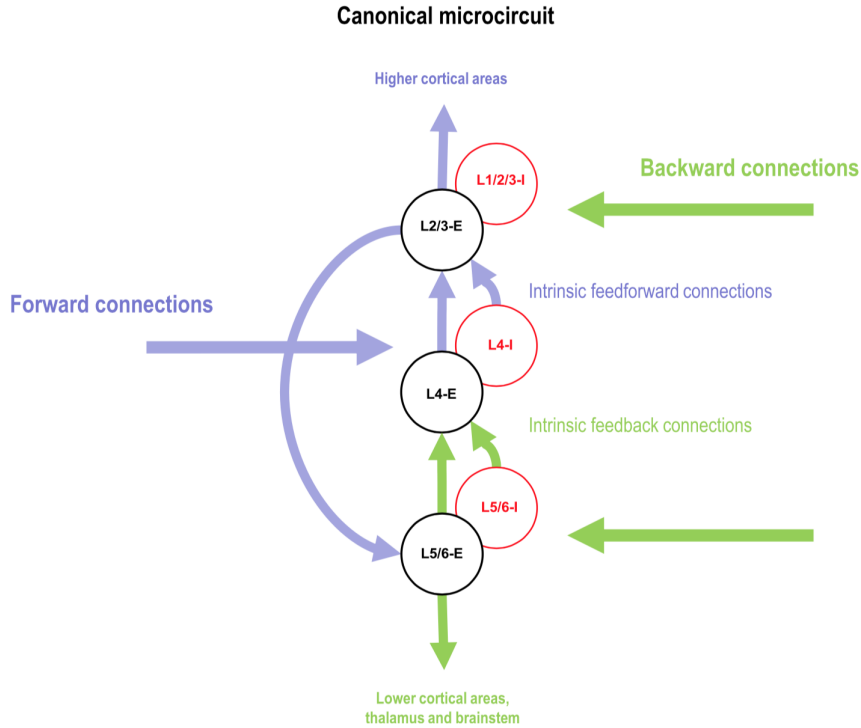 Canonical microcircuit
Higher cortical areas
L1/2/3-I
Backward connections
L2/3-E
Intrinsic feedforward connections
Forward connections
L4-I
L4-E
Intrinsic feedback connections
L5/6-I
L5/6-E
Lower cortical areas,
thalamus and brainstem